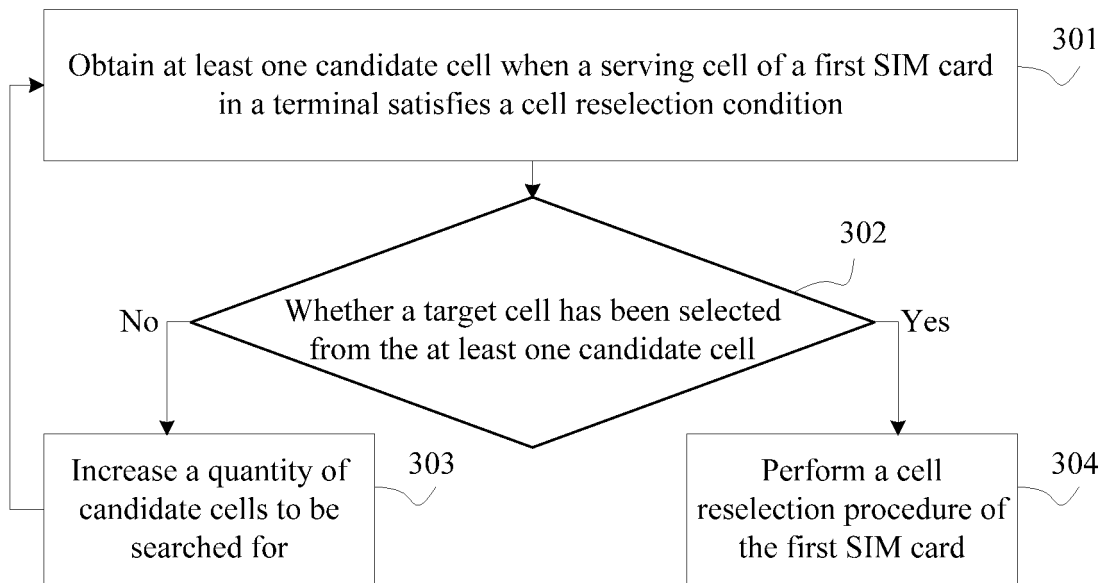 301
Obtain at least one candidate cell when a serving cell of a first SIM card
in a terminal satisfies a cell reselection condition
302
No
Whether a target cell has been selected
from the at least one candidate cell
Yes
Increase a quantity of
candidate cells to be
searched for
303
Perform a cell
reselection procedure of
the first SIM card
304